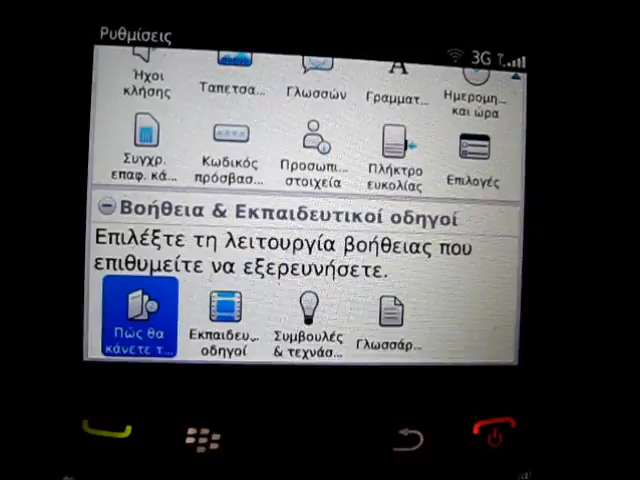 Ρυθμίσεις
3G
Ήχοι κλήσης
Ταπετσα...
Γλωσσών
Γραμματ...
Ημερομη... και ώρα
Συγχρ. επαφ. κά...
Κωδικός πρόσβασ...
Προσωπι... στοιχεία
Πλήκτρο ευκολίας
Επιλογές
Βοήθεια & Εκπαιδευτικοί οδηγοί
Επιλέξτε τη λειτουργία βοήθειας που
επιθυμείτε να εξερευνήσετε.
Πώς θα κάνετε τ...
Εκπαιδευ... οδηγοί
Συμβουλές & τεχνάσ...
Γλωσσάρ...